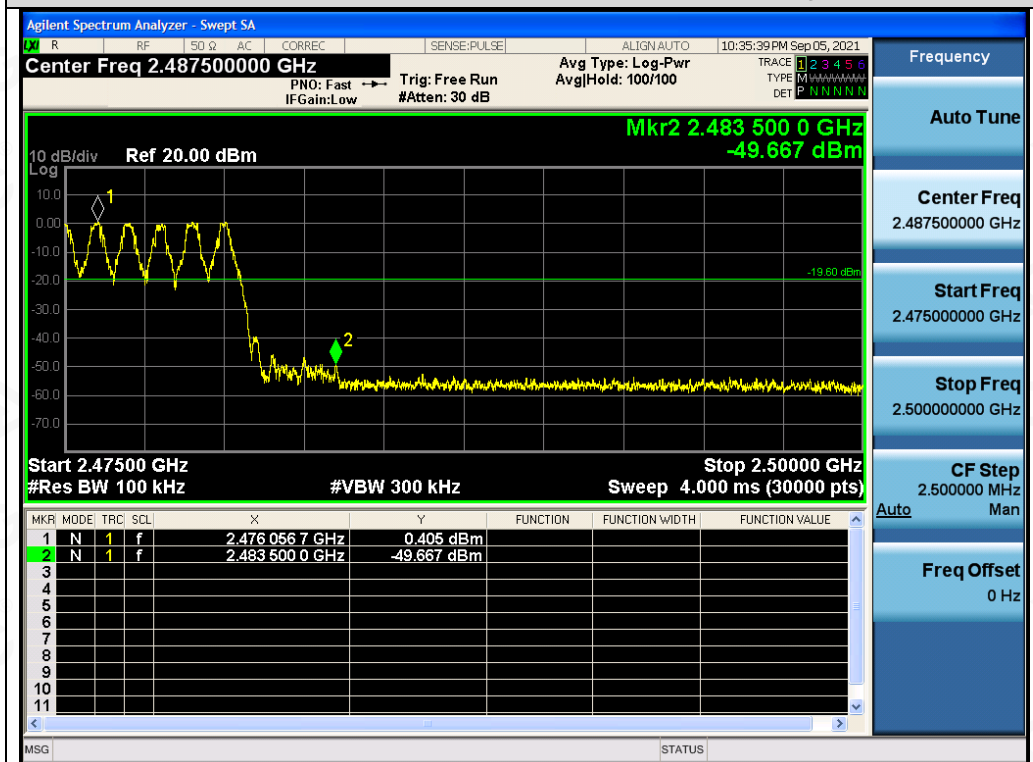 Agilent Spectrum Analyzer - Swept SA
LXI R RF 50 Ω AC CORREC SENSE:PULSE ALIGN AUTO 10:35:39 PM Sep 05, 2021
Center Freq 2.487500000 GHz
PNO: Fast
IFGain:Low
Trig: Free Run
#Atten: 30 dB
Avg Type: Log-Pwr
Avg|Hold: 100/100
TRACE 1 2 3 4 5 6
TYPE M
DET P N N N N N
Mkr2 2.483 500 0 GHz
-49.667 dBm
10 dB/div Ref 20.00 dBm
Log
10.0
0.00
-10.0
-20.0
-30.0
-40.0
-50.0
-60.0
-70.0
1
2
-19.60 dBm
Start 2.47500 GHz Stop 2.50000 GHz
#Res BW 100 kHz #VBW 300 kHz Sweep 4.000 ms (30000 pts)
MKR MODE TRC SCL X Y FUNCTION FUNCTION WIDTH FUNCTION VALUE
1 N 1 f 2.476 056 7 GHz 0.405 dBm
2 N 1 f 2.483 500 0 GHz -49.667 dBm
3
4
5
6
7
8
9
10
11
MSG STATUS
Frequency
Auto Tune
Center Freq
2.487500000 GHz
Start Freq
2.475000000 GHz
Stop Freq
2.500000000 GHz
CF Step
2.500000 MHz
Auto Man
Freq Offset
0 Hz